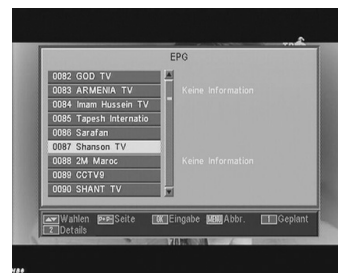 EPG
0082 GOD TV
0083 ARMENIA TV
Keine Information
0084 Imam Hussein TV
0085 Tapesh Internatio
0086 Sarafan
0087 Shanson TV
0088 2M Maroc
Keine Information
0089 CCTV9
0090 SHANT TV
Wahlen P+P- Seite OK Eingabe MENU Abbr. 1 Geplant
2 Details